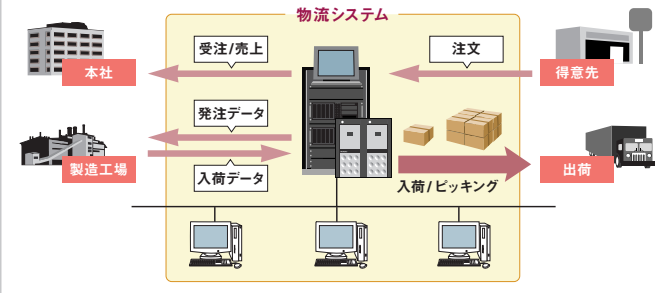 物流システム
受注/売上
注文
本社
得意先
発注データ
製造工場
入荷データ
入荷/ピッキング
出荷